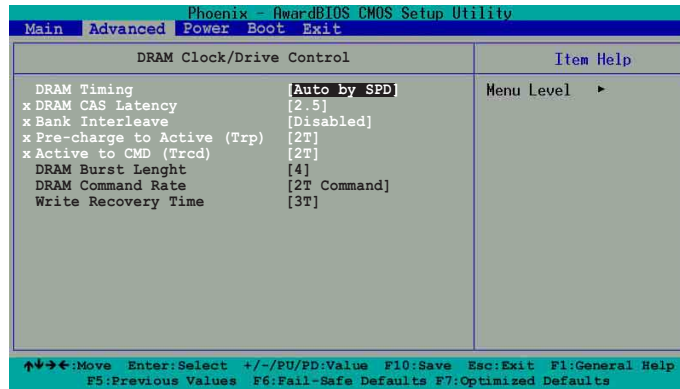 Phoenix - AwardBIOS CMOS Setup Utility
Main Advanced Power Boot Exit
DRAM Clock/Drive Control
Item Help
DRAM Timing [Auto by SPD]
Menu Level ▸
x DRAM CAS Latency [2.5]
x Bank Interleave [Disabled]
x Pre-charge to Active (Trp) [2T]
x Active to CMD (Trcd) [2T]
DRAM Burst Lenght [4]
DRAM Command Rate [2T Command]
Write Recovery Time [3T]
↑↓→←:Move Enter:Select +/-/PU/PD:Value F10:Save Esc:Exit F1:General Help
F5:Previous Values F6:Fail-Safe Defaults F7:Optimized Defaults